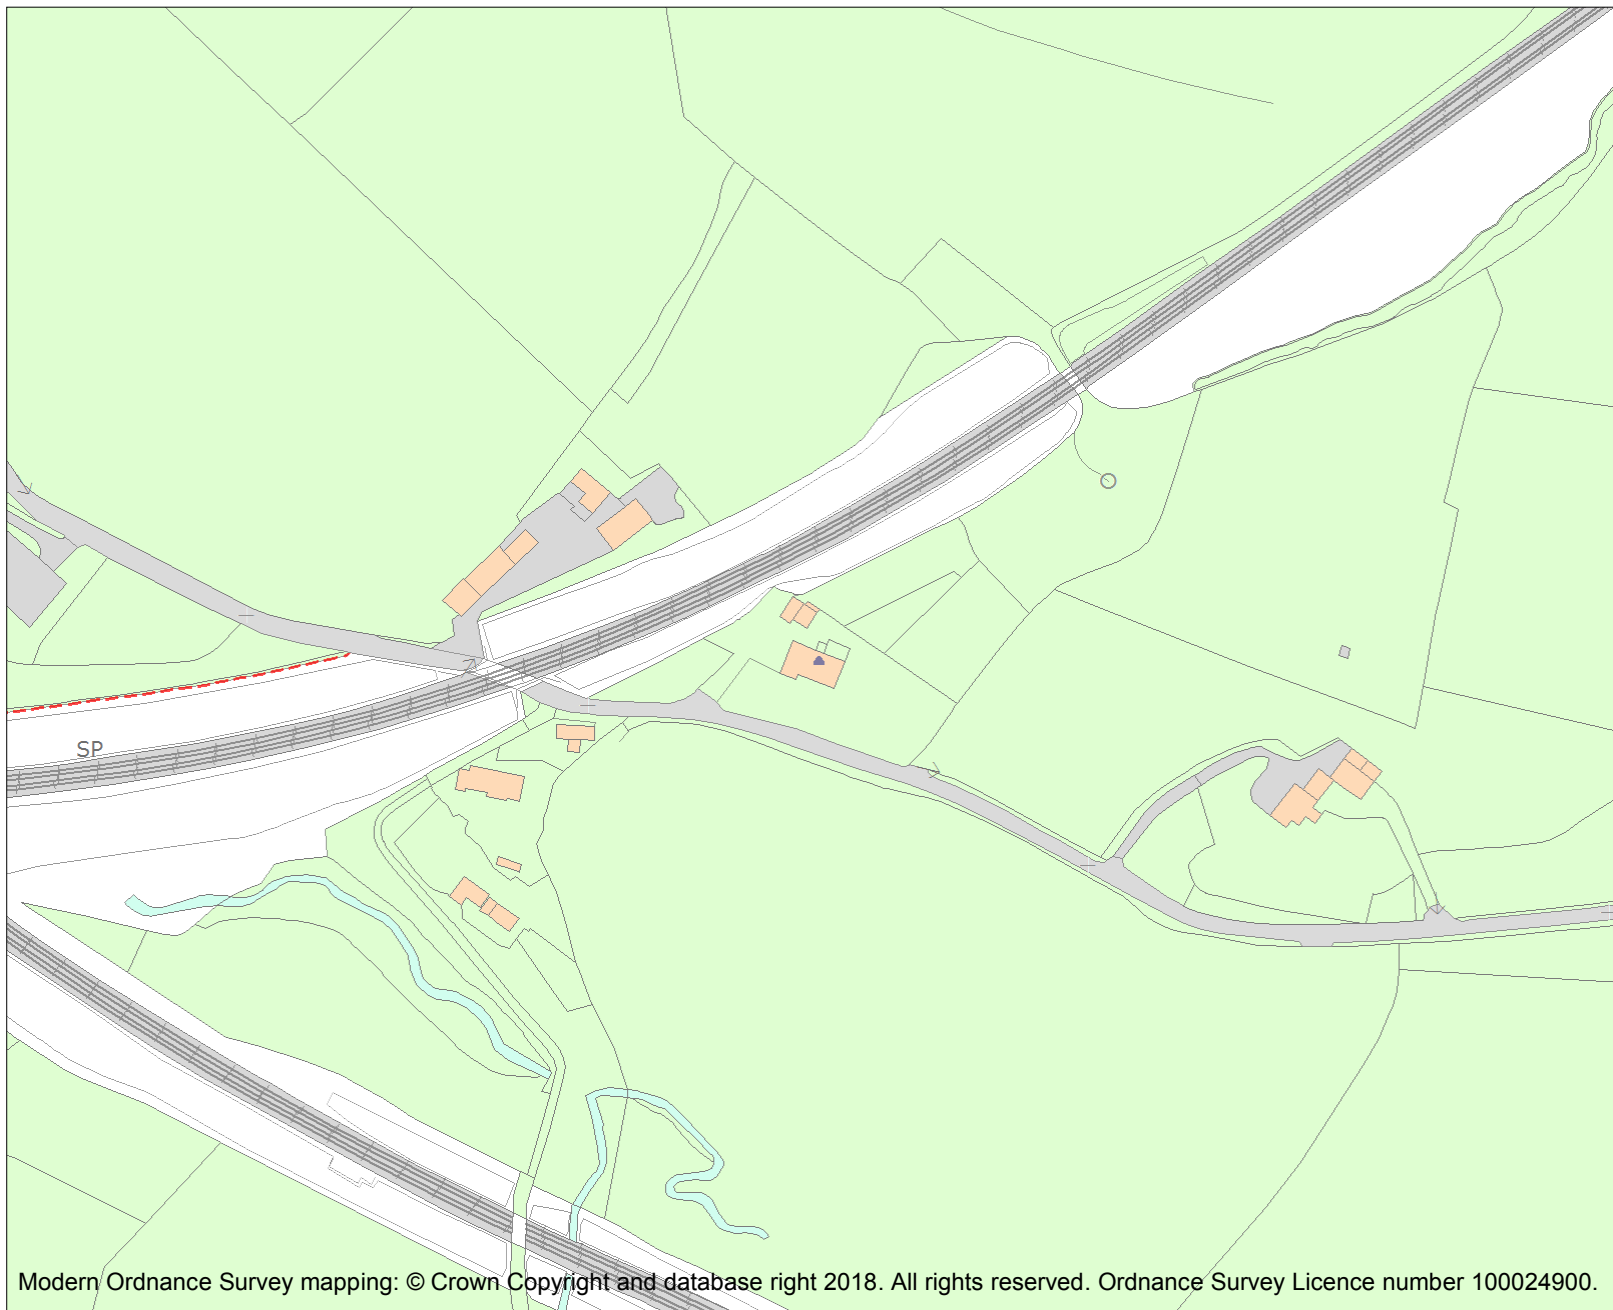 SP
Modern Ordnance Survey mapping: © Crown Copyright and database right 2018. All rights reserved. Ordnance Survey Licence number 100024900.